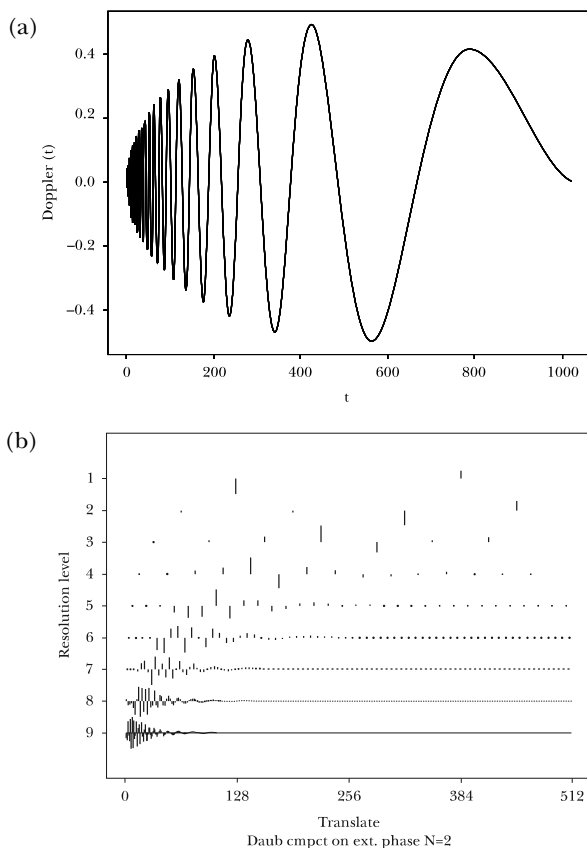 (a)
Doppler (t)
0.4
0.2
0.0
−0.2
−0.4
0 200 400 600 800 1000
t
(b)
Resolution level
1
2
3
4
5
6
7
8
9
0 128 256 384 512
Translate
Daub cmpct on ext. phase N=2